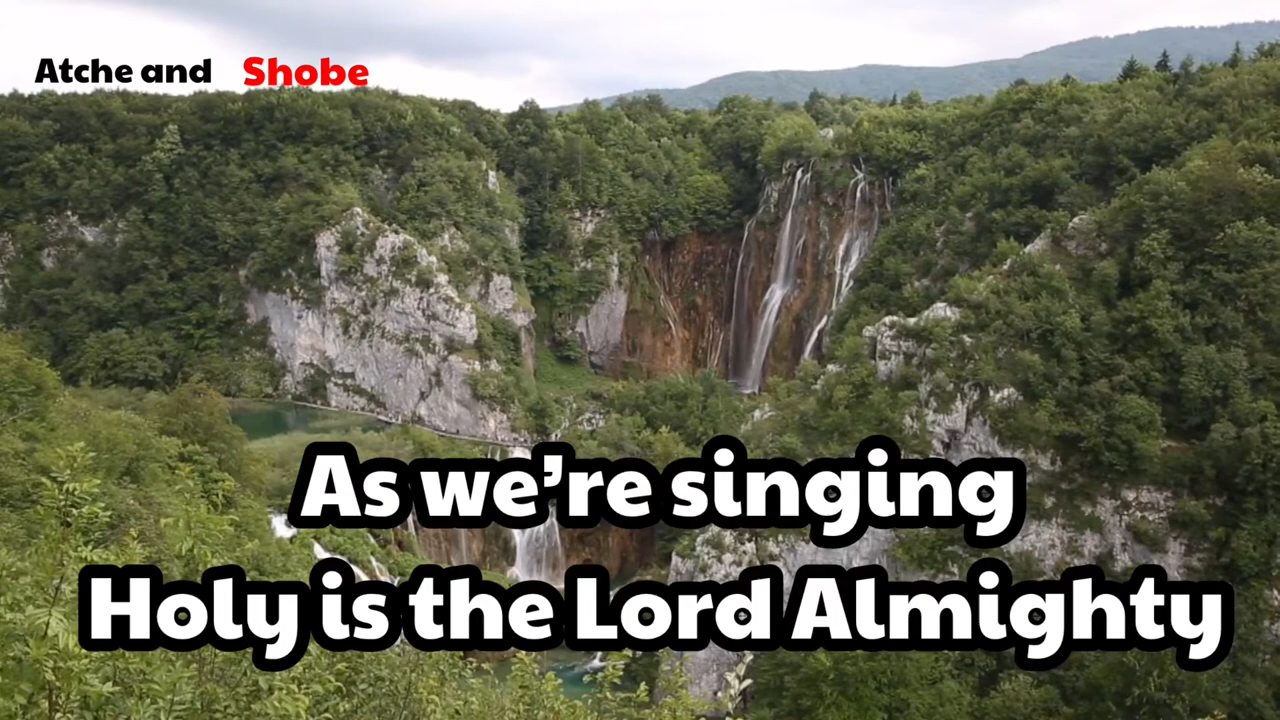 Atche and Shobe
As we’re singing
Holy is the Lord Almighty